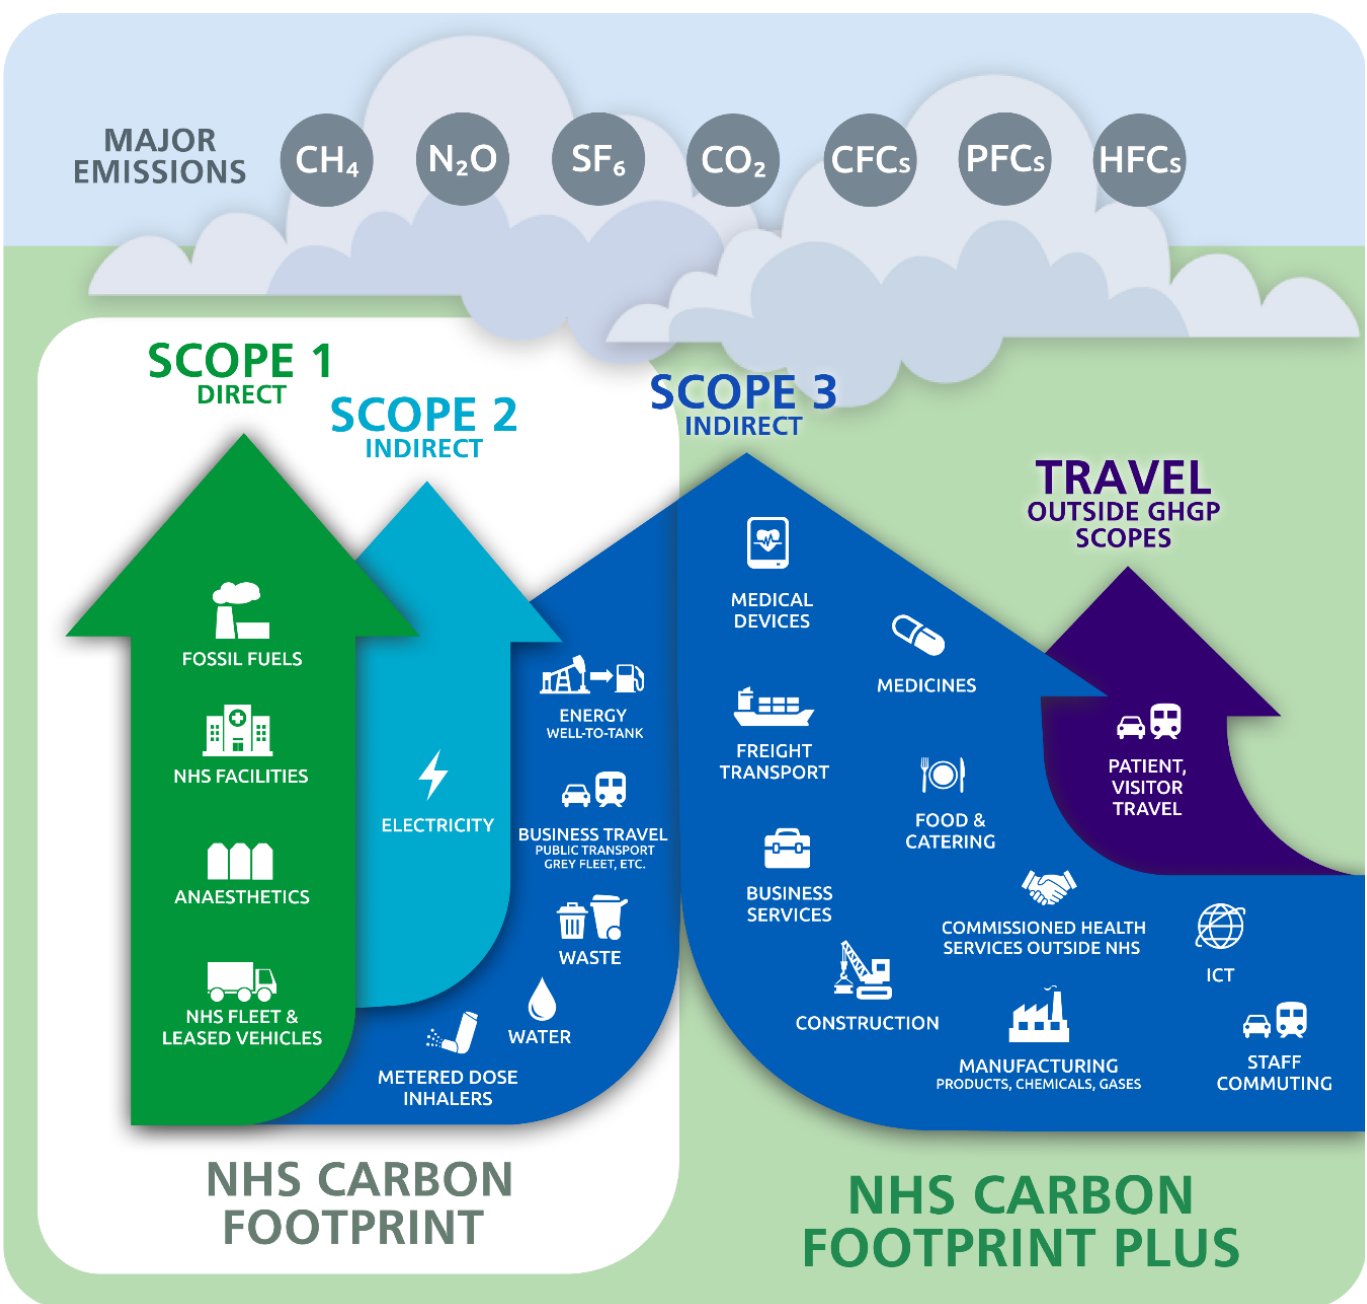 MAJOR
EMISSIONS
CH₄
N₂O
SF₆
CO₂
CFCs
PFCs
HFCs
SCOPE 1
DIRECT
SCOPE 2
INDIRECT
SCOPE 3
INDIRECT
TRAVEL
OUTSIDE GHGP
SCOPES
FOSSIL FUELS
NHS FACILITIES
ANAESTHETICS
NHS FLEET &
LEASED VEHICLES
ELECTRICITY
ENERGY
WELL-TO-TANK
BUSINESS TRAVEL
PUBLIC TRANSPORT
GREY FLEET, ETC.
WASTE
WATER
METERED DOSE
INHALERS
MEDICAL
DEVICES
MEDICINES
FREIGHT
TRANSPORT
FOOD &
CATERING
BUSINESS
SERVICES
COMMISSIONED HEALTH
SERVICES OUTSIDE NHS
CONSTRUCTION
MANUFACTURING
PRODUCTS, CHEMICALS, GASES
ICT
STAFF
COMMUTING
PATIENT,
VISITOR
TRAVEL
NHS CARBON
FOOTPRINT
NHS CARBON
FOOTPRINT PLUS